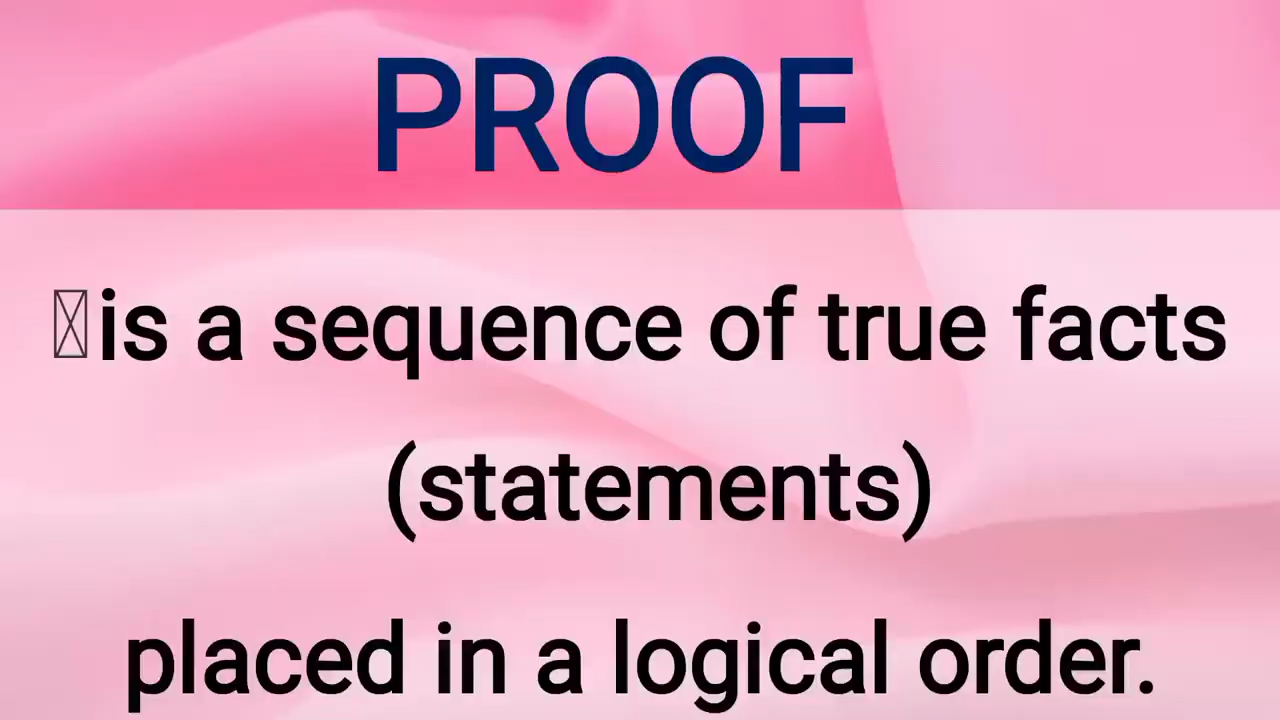 PROOF
is a sequence of true facts
(statements)
placed in a logical order.